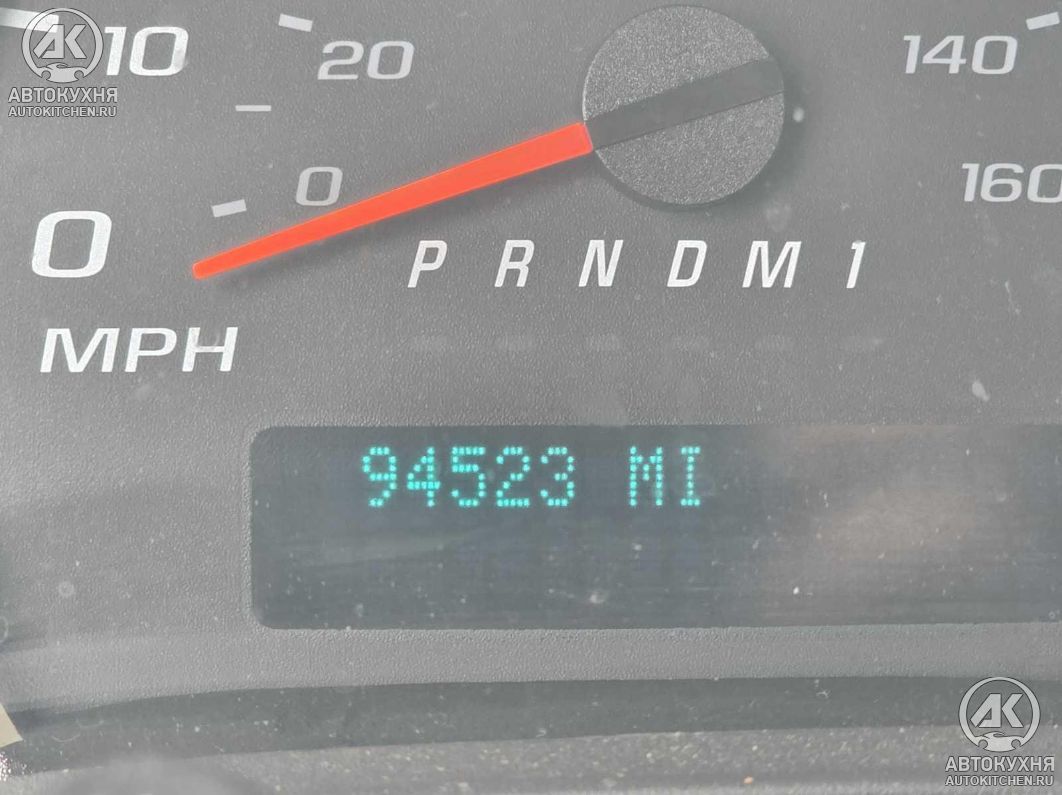 10
20
140
0
160
0
P R N D M 1
MPH
94523 MI
АК
АВТОКУХНЯ
AUTOKITCHEN.RU
АК
АВТОКУХНЯ
AUTOKITCHEN.RU